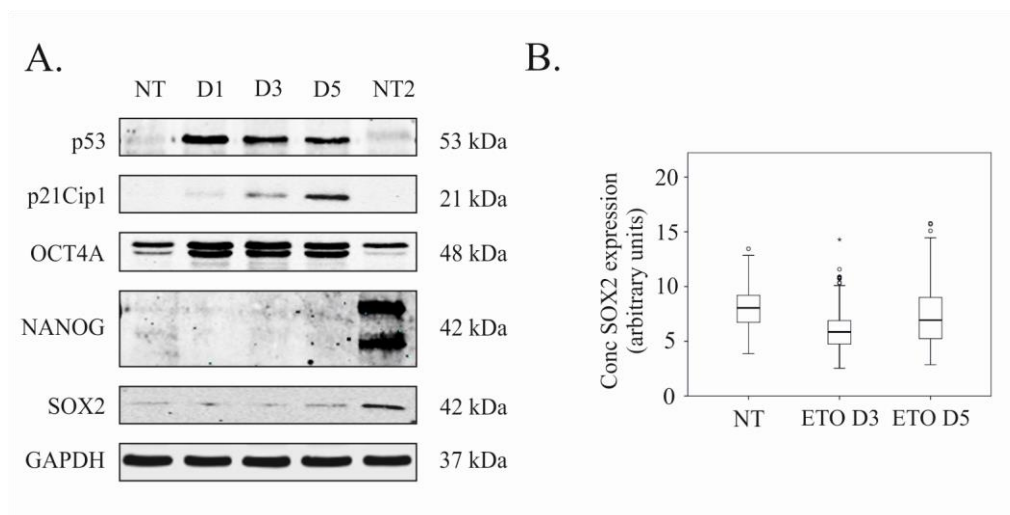 A.
NT D1 D3 D5 NT2
p53 53 kDa
p21Cip1 21 kDa
OCT4A 48 kDa
NANOG 42 kDa
SOX2 42 kDa
GAPDH 37 kDa
B.
Conc SOX2 expression
(arbitrary units)
20
15
10
5
0
NT ETO D3 ETO D5